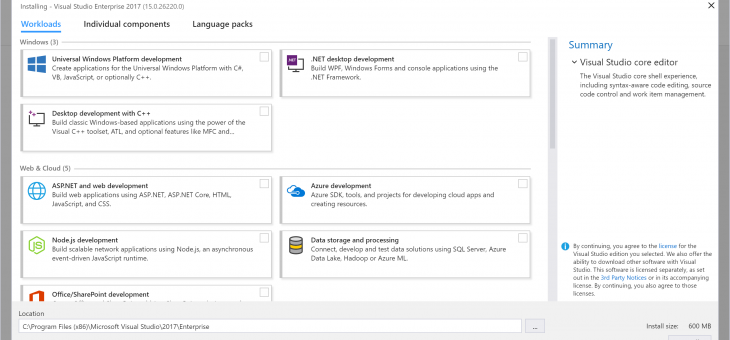 Installing - Visual Studio Enterprise 2017 (15.0.26220.0)
Workloads Individual components Language packs
Windows (3)
Universal Windows Platform development
Create applications for the Universal Windows Platform with C#,
VB, JavaScript, or optionally C++.
.NET desktop development
Build WPF, Windows Forms and console applications using the
.NET Framework.
Desktop development with C++
Build classic Windows-based applications using the power of the
Visual C++ toolset, ATL, and optional features like MFC and...
Web & Cloud (5)
ASP.NET and web development
Build web applications using ASP.NET, ASP.NET Core, HTML,
JavaScript, and CSS.
Azure development
Azure SDK, tools, and projects for developing cloud apps and
creating resources.
Node.js development
Build scalable network applications using Node.js, an asynchronous
event-driven JavaScript runtime.
Data storage and processing
Connect, develop and test data solutions using SQL Server, Azure
Data Lake, Hadoop or Azure ML.
Office/SharePoint development
Summary
Visual Studio core editor
The Visual Studio core shell experience,
including syntax-aware code editing, source
code control and work item management.
By continuing, you agree to the license for the
Visual Studio edition you selected. We also offer the
ability to download other software with Visual
Studio. This software is licensed separately, as set
out in the 3rd Party Notices or in its accompanying
license. By continuing, you also agree to those
licenses.
Location
C:\Program Files (x86)\Microsoft Visual Studio\2017\Enterprise
...
Install size: 600 MB